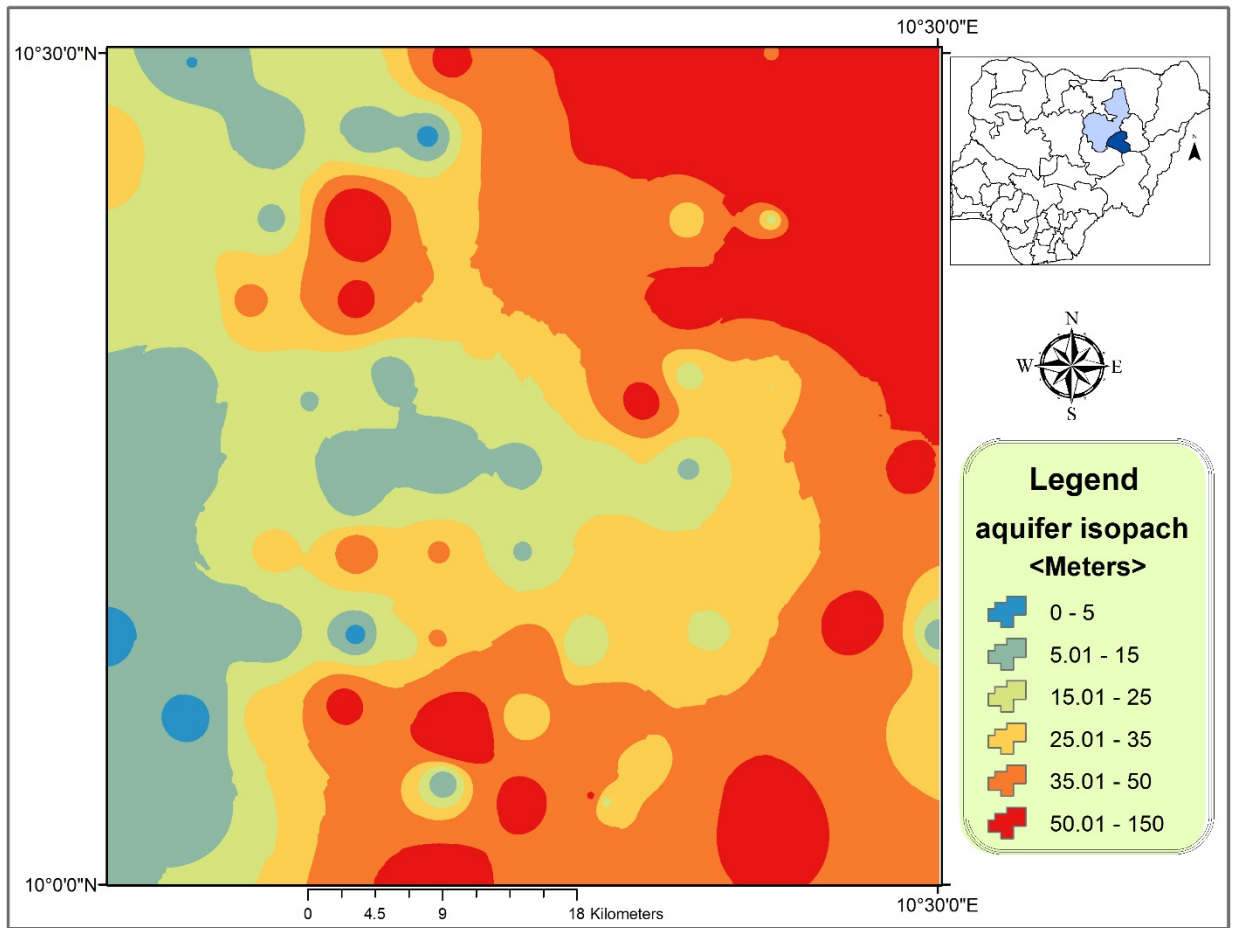 10°30'0"E
10°30'0"N
N
N
W E
S
Legend
aquifer isopach
<Meters>
0 - 5
5.01 - 15
15.01 - 25
25.01 - 35
35.01 - 50
50.01 - 150
10°0'0"N
10°30'0"E
0 4.5 9 18 Kilometers